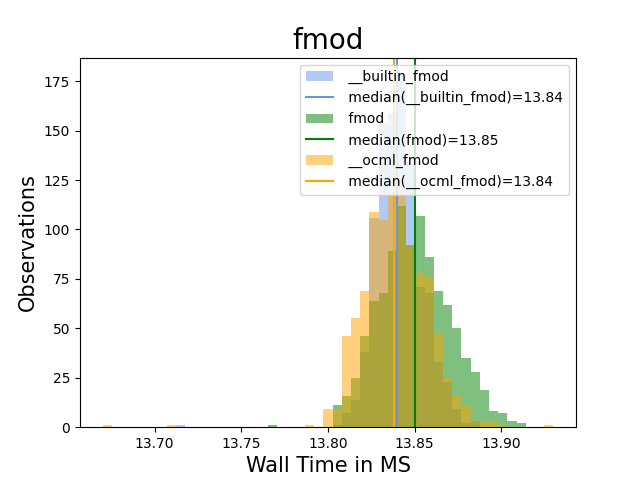 fmod
Observations
175
150
125
100
75
50
25
0
__builtin_fmod
median(__builtin_fmod)=13.84
fmod
median(fmod)=13.85
__ocml_fmod
median(__ocml_fmod)=13.84
13.70 13.75 13.80 13.85 13.90
Wall Time in MS